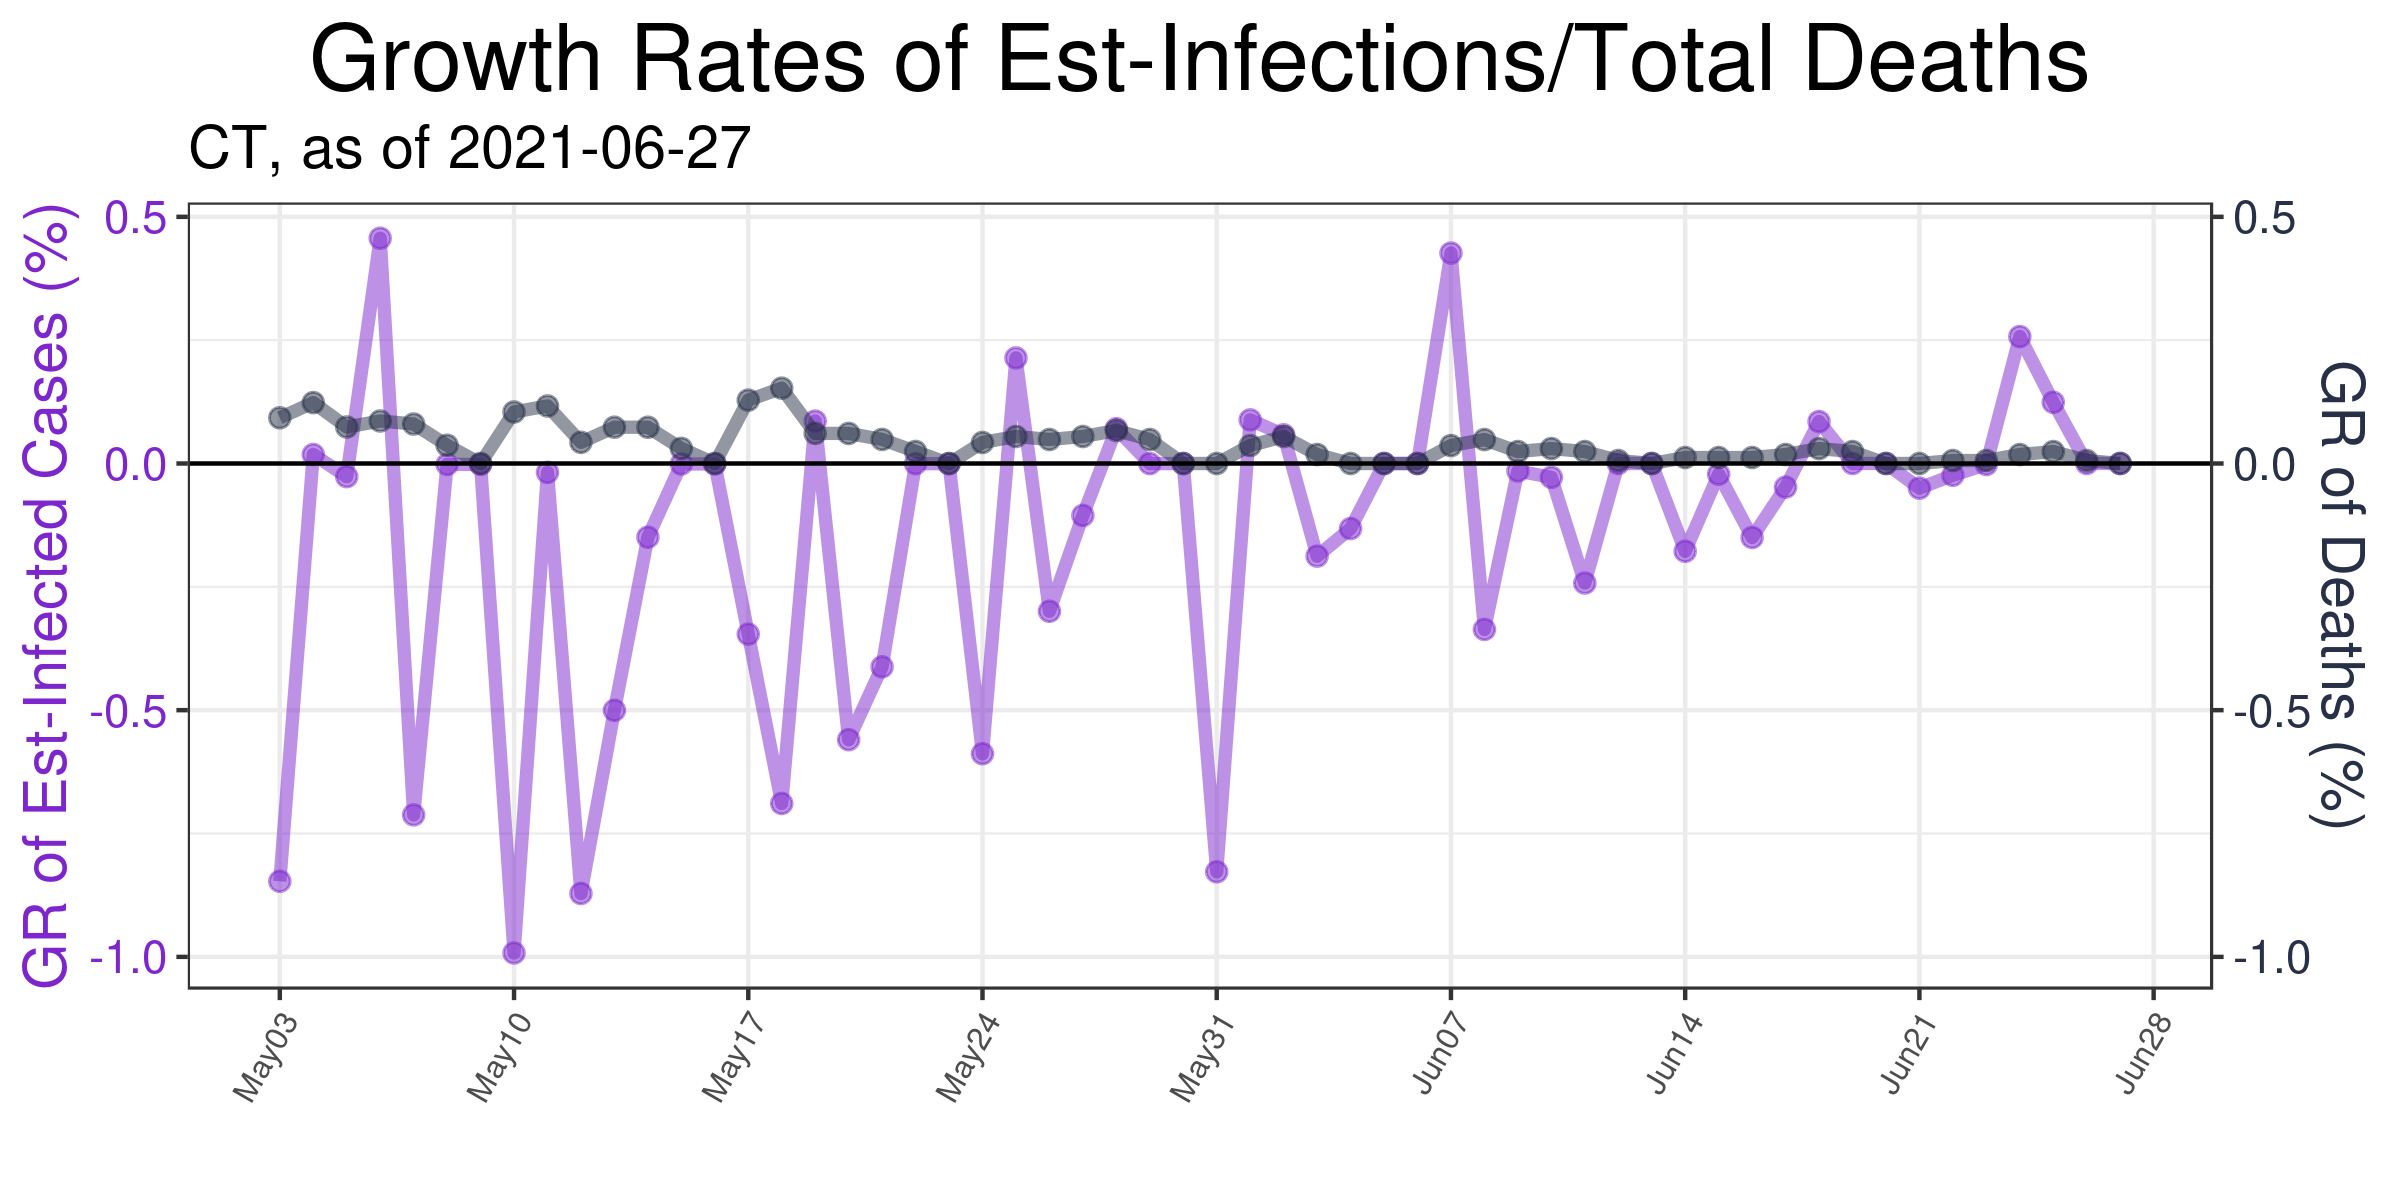 Growth Rates of Est-Infections/Total Deaths
CT, as of 2021-06-27
GR of Est-Infected Cases (%)
0.5
0.0
-0.5
-1.0
0.5
0.0
-0.5
-1.0
GR of Deaths (%)
May03
May10
May17
May24
May31
Jun07
Jun14
Jun21
Jun28